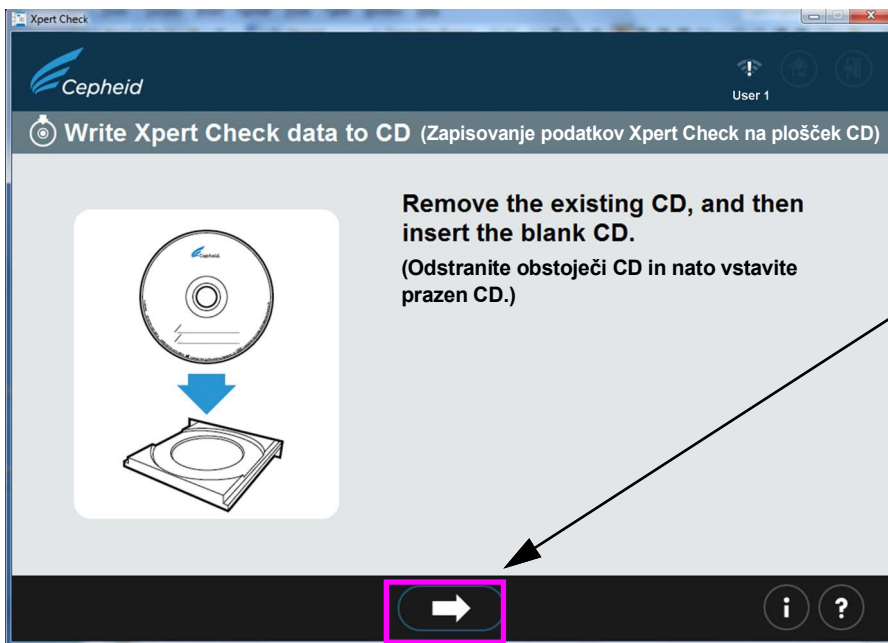 Xpert Check
Cepheid
User 1
Write Xpert Check data to CD (Zapisovanje podatkov Xpert Check na plošček CD)
Remove the existing CD, and then
insert the blank CD.
(Odstranite obstoječi CD in nato vstavite
prazen CD.)
Cepheid
i ?